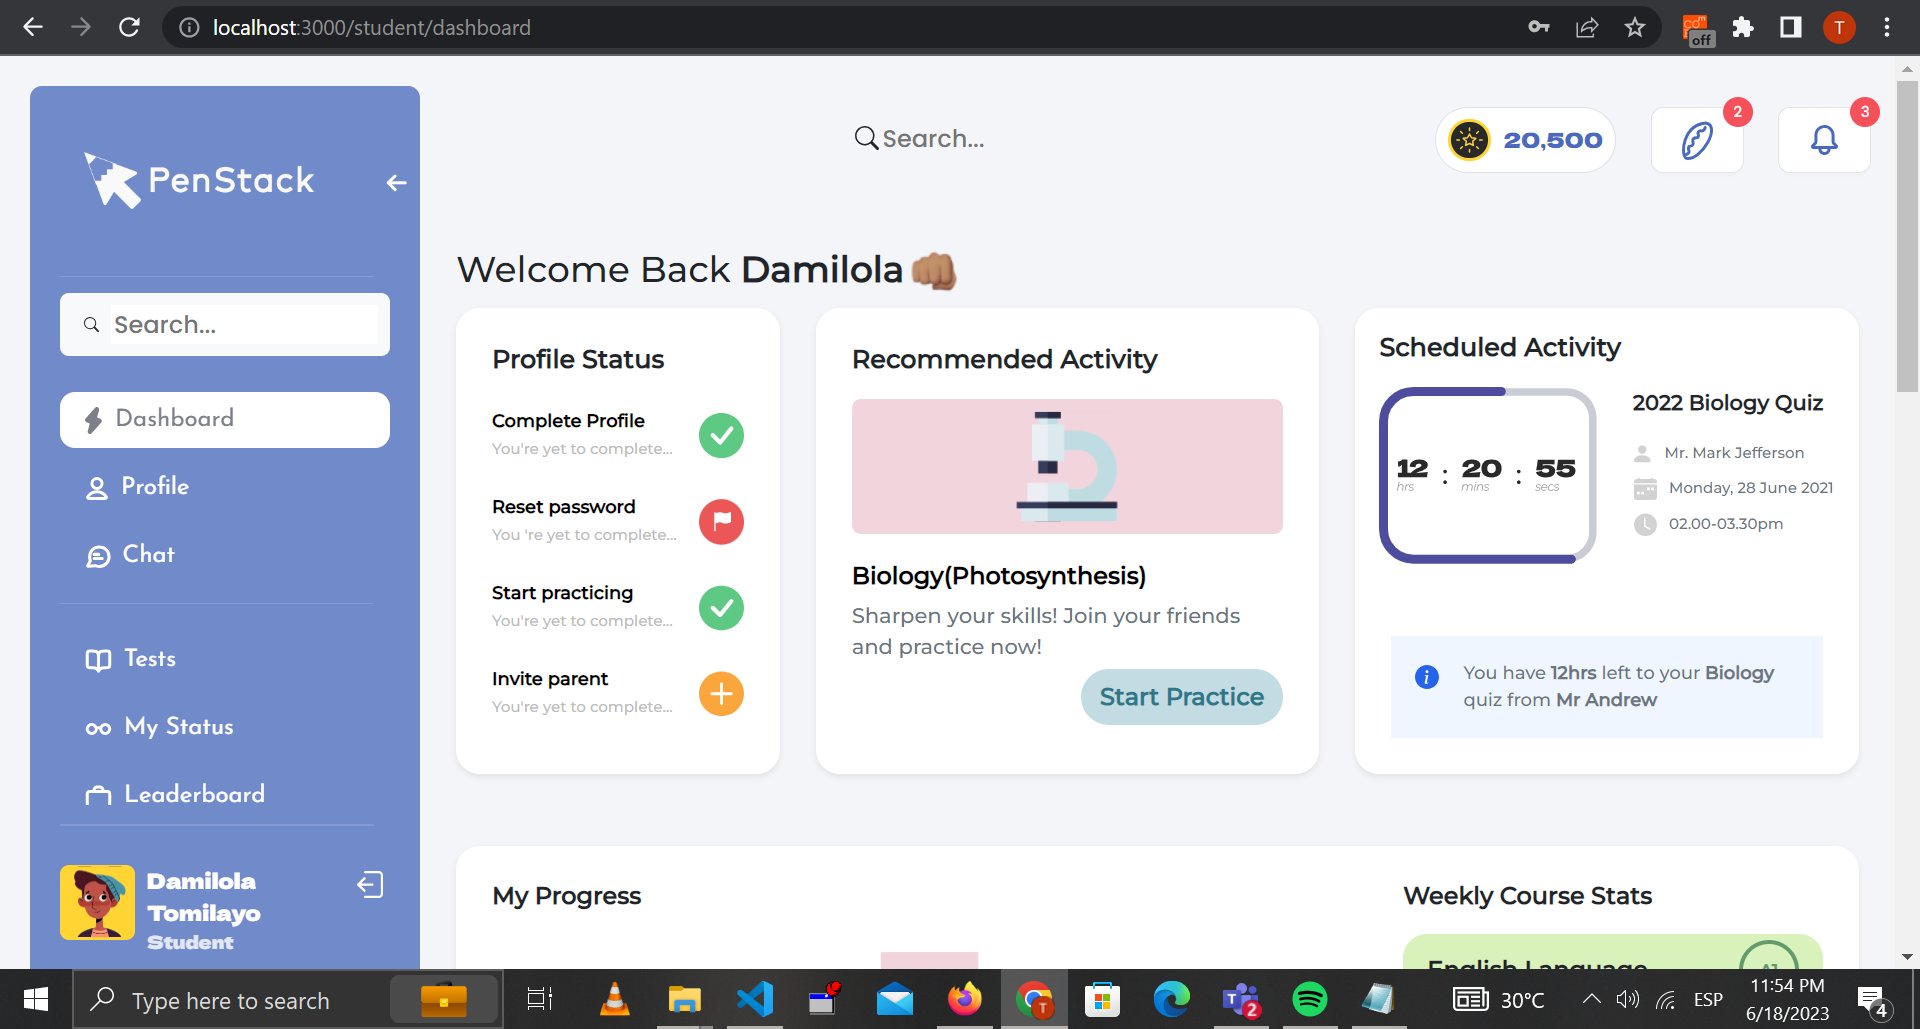 localhost:3000/student/dashboard
com
off
T
PenStack
Search...
Dashboard
Profile
Chat
Tests
My Status
Leaderboard
Damilola
Tomilayo
Student
Search...
20,500
2
3
Welcome Back Damilola
Profile Status
Complete Profile
You're yet to complete...
Reset password
You 're yet to complete...
Start practicing
You're yet to complete...
Invite parent
You're yet to complete...
Recommended Activity
Biology(Photosynthesis)
Sharpen your skills! Join your friends
and practice now!
Start Practice
Scheduled Activity
12 : 20 : 55
hrs mins secs
2022 Biology Quiz
Mr. Mark Jefferson
Monday, 28 June 2021
02.00-03.30pm
You have 12hrs left to your Biology
quiz from Mr Andrew
My Progress
Weekly Course Stats
English Language
Type here to search
T
T
2
30°C
ESP
11:54 PM
6/18/2023
4